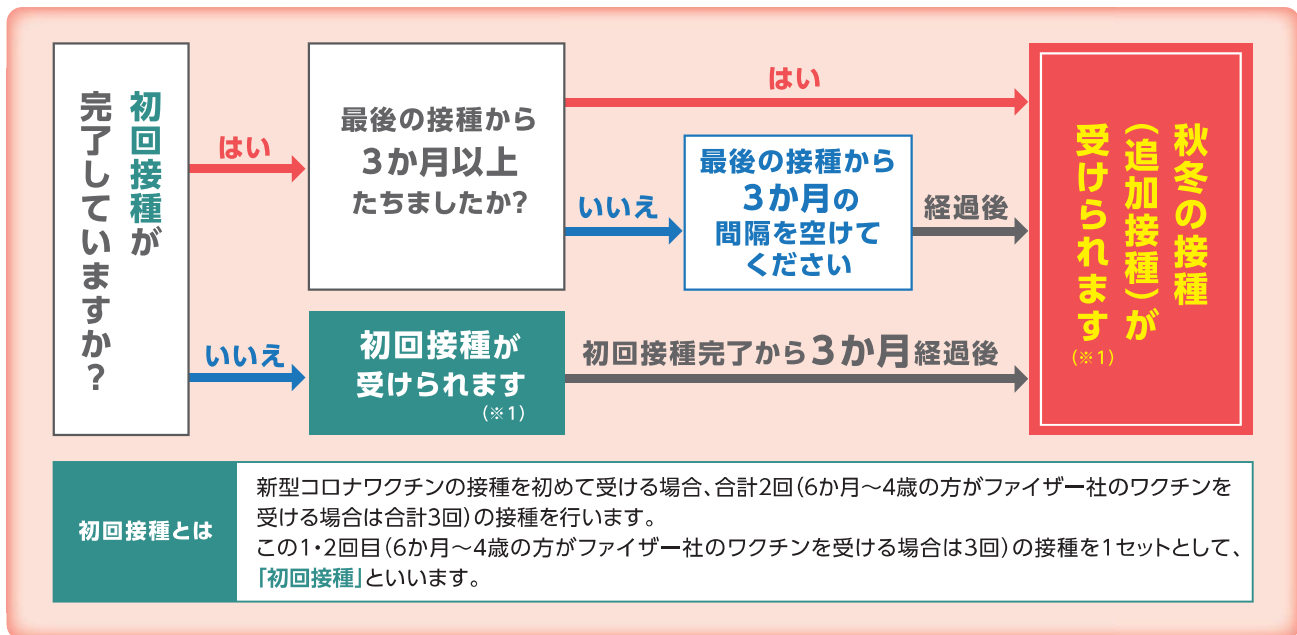 初回接種が
完了していますか？
はい
いいえ
最後の接種から
3か月以上
たちましたか？
はい
いいえ
最後の接種から
3か月の
間隔を空けて
ください
経過後
初回接種が
受けられます
（※1）
初回接種完了から3か月経過後
秋冬の接種
（追加接種）が
受けられます
（※1）
初回接種とは
新型コロナワクチンの接種を初めて受ける場合、合計2回（6か月～4歳の方がファイザー社のワクチンを
受ける場合は合計3回）の接種を行います。
この1・2回目（6か月～4歳の方がファイザー社のワクチンを受ける場合は3回）の接種を1セットとして、
「初回接種」といいます。